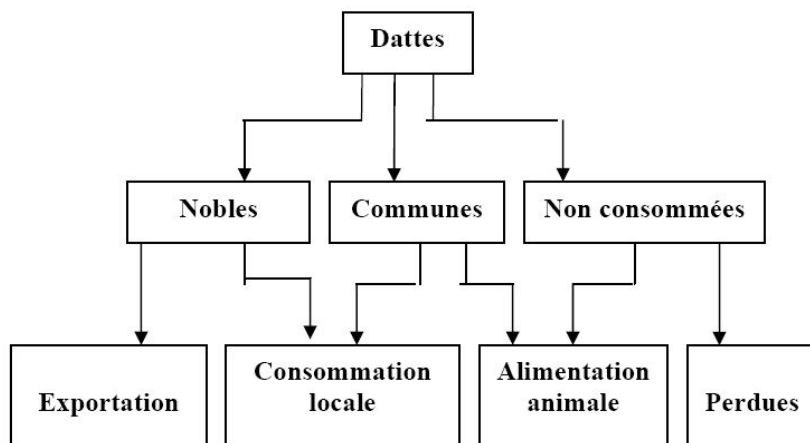 Dattes
Nobles
Communes
Non consommées
Exportation
Consommation
locale
Alimentation
animale
Perdues